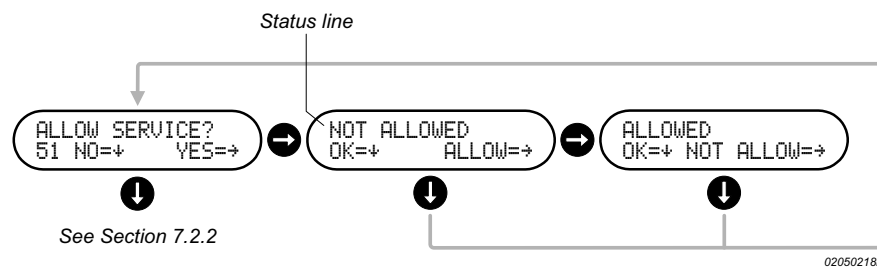 Status line
ALLOW SERVICE?
51 NO=↓ YES=→
NOT ALLOWED
OK=↓ ALLOW=→
ALLOWED
OK=↓ NOT ALLOW=→
See Section 7.2.2